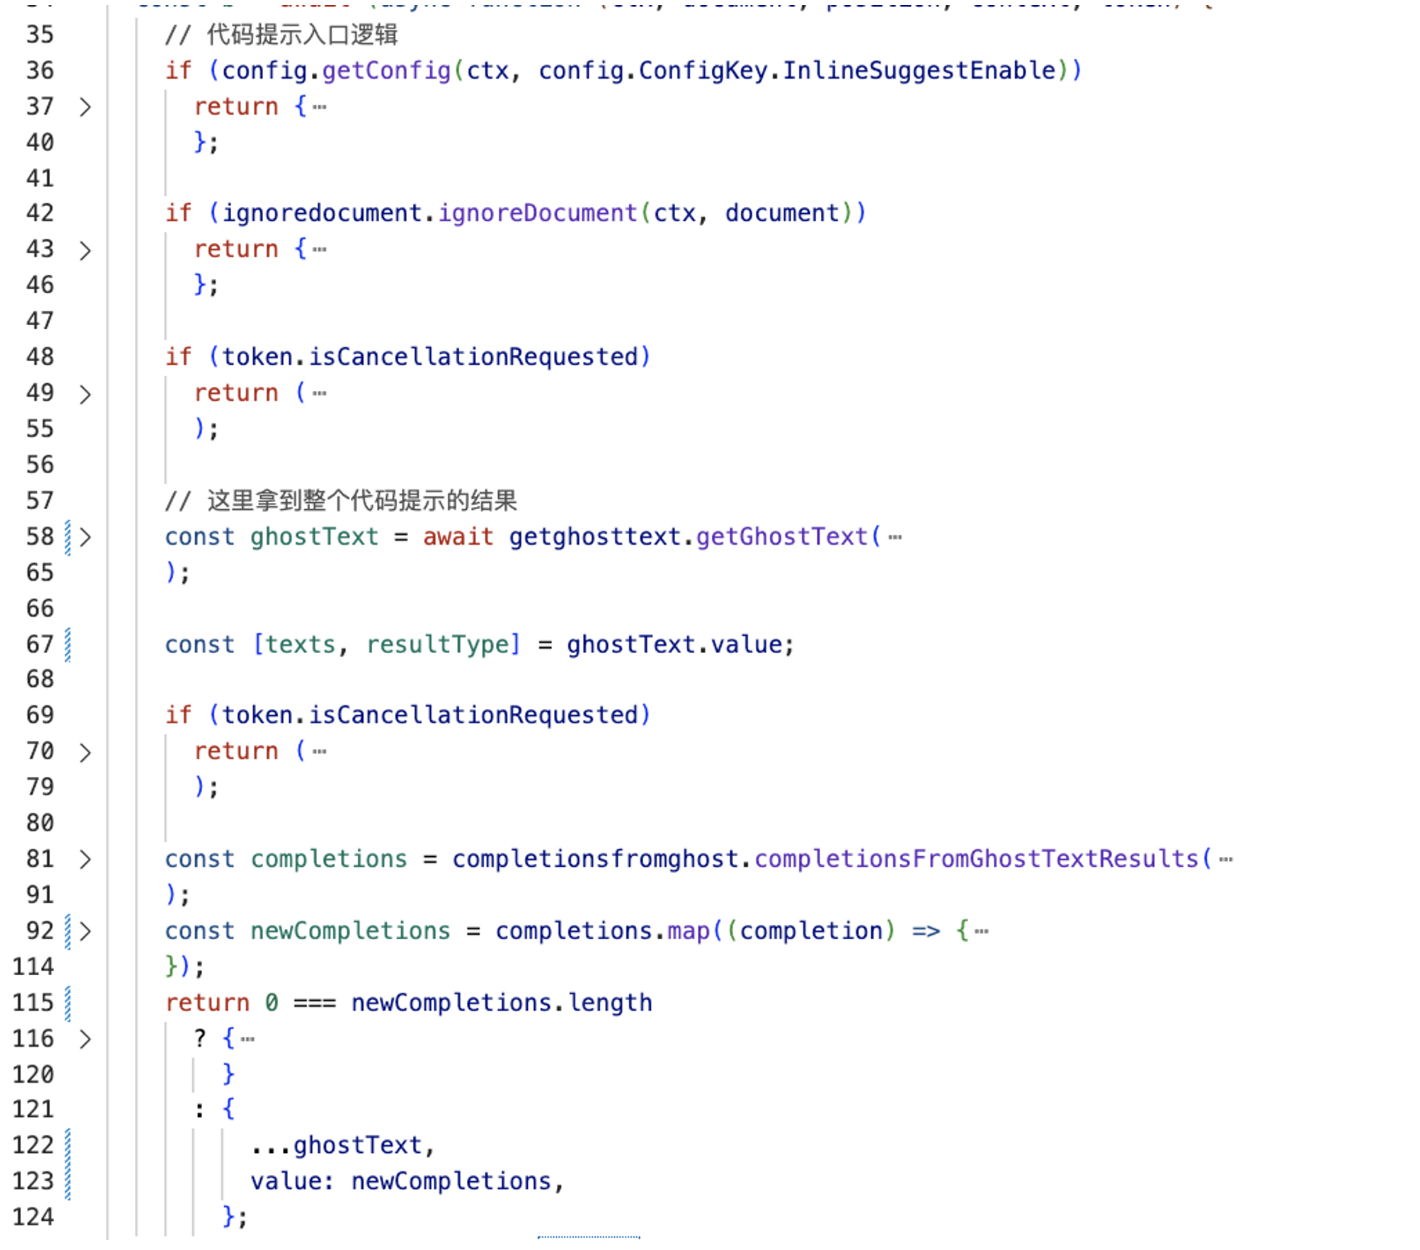 35 // 代码提示入口逻辑
36 if (config.getConfig(ctx, config.ConfigKey.InlineSuggestEnable))
37 > return {⋯
40 };
41
42 if (ignoredocument.ignoreDocument(ctx, document))
43 > return {⋯
46 };
47
48 if (token.isCancellationRequested)
49 > return (⋯
55 );
56
57 // 这里拿到整个代码提示的结果
58 > const ghostText = await getghosttext.getGhostText(⋯
65 );
66
67 const [texts, resultType] = ghostText.value;
68
69 if (token.isCancellationRequested)
70 > return (⋯
79 );
80
81 > const completions = completionsfromghost.completionsFromGhostTextResults(⋯
91 );
92 > const newCompletions = completions.map((completion) => {⋯
114 });
115 return 0 === newCompletions.length
116 > ? {⋯
120 }
121 : {
122 ...ghostText,
123 value: newCompletions,
124 };